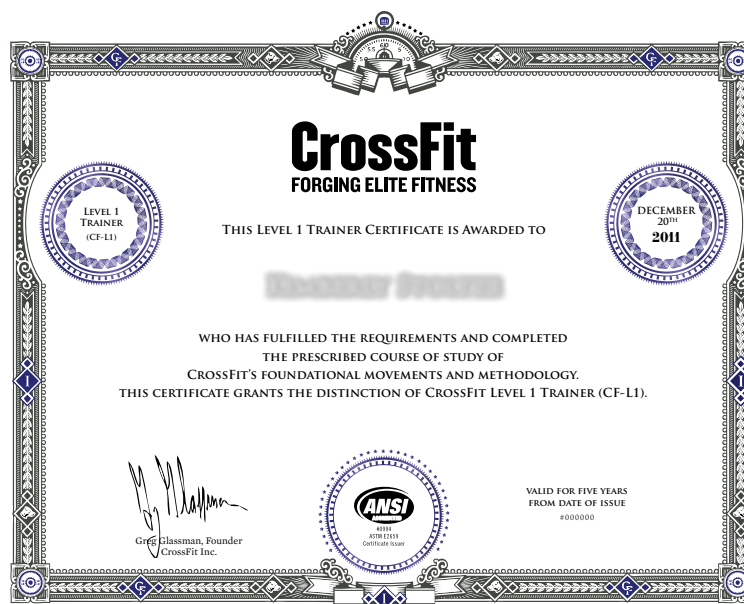 CrossFit
FORGING ELITE FITNESS
LEVEL 1
TRAINER
(CF-L1)
DECEMBER
20TH
2011
THIS LEVEL 1 TRAINER CERTIFICATE IS AWARDED TO
WHO HAS FULFILLED THE REQUIREMENTS AND COMPLETED
THE PRESCRIBED COURSE OF STUDY OF
CROSSFIT'S FOUNDATIONAL MOVEMENTS AND METHODOLOGY.
THIS CERTIFICATE GRANTS THE DISTINCTION OF CROSSFIT LEVEL 1 TRAINER (CF-L1).
Greg Glassman, Founder
CrossFit Inc.
ANSI
#0994
ASTM E2659
Certificate Issuer
VALID FOR FIVE YEARS
FROM DATE OF ISSUE
#000000